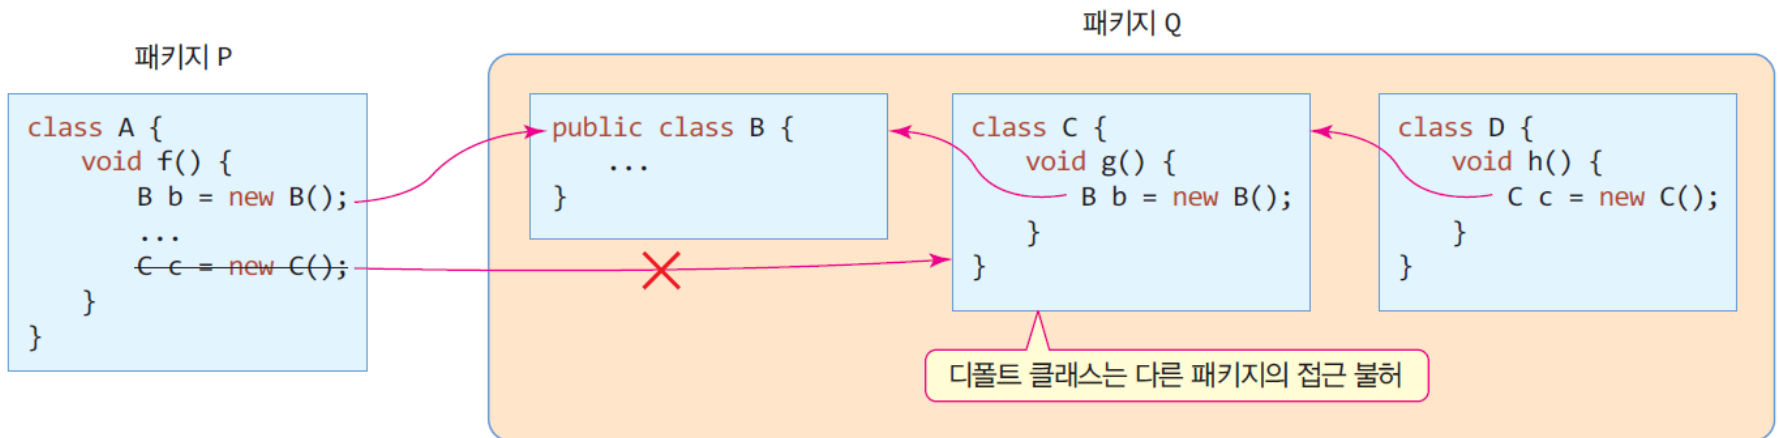 패키지 P
class A {
void f() {
B b = new B();
...
C c = new C();
}
}
패키지 Q
public class B {
...
}
class C {
void g() {
B b = new B();
}
}
class D {
void h() {
C c = new C();
}
}
디폴트 클래스는 다른 패키지의 접근 불허